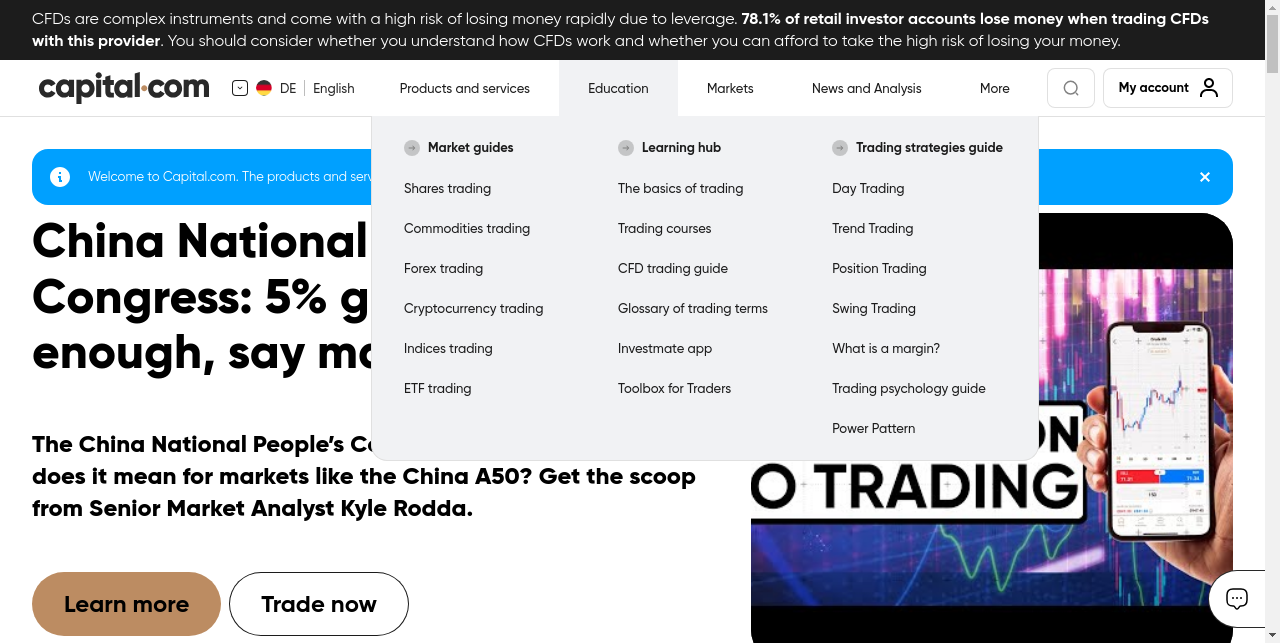 CFDs are complex instruments and come with a high risk of losing money rapidly due to leverage. 78.1% of retail investor accounts lose money when trading CFDs
with this provider. You should consider whether you understand how CFDs work and whether you can afford to take the high risk of losing your money.
capital.com
DE English
Products and services
Education
Markets
News and Analysis
More
My account
Market guides
Shares trading
Commodities trading
Forex trading
Cryptocurrency trading
Indices trading
ETF trading
Learning hub
The basics of trading
Trading courses
CFD trading guide
Glossary of trading terms
Investmate app
Toolbox for Traders
Trading strategies guide
Day Trading
Trend Trading
Position Trading
Swing Trading
What is a margin?
Trading psychology guide
Power Pattern
Welcome to Capital.com. The products and serv
China National
Congress: 5% g
enough, say ma
The China National People's Co
does it mean for markets like the China A50? Get the scoop
from Senior Market Analyst Kyle Rodda.
Learn more
Trade now
ON
O TRADING